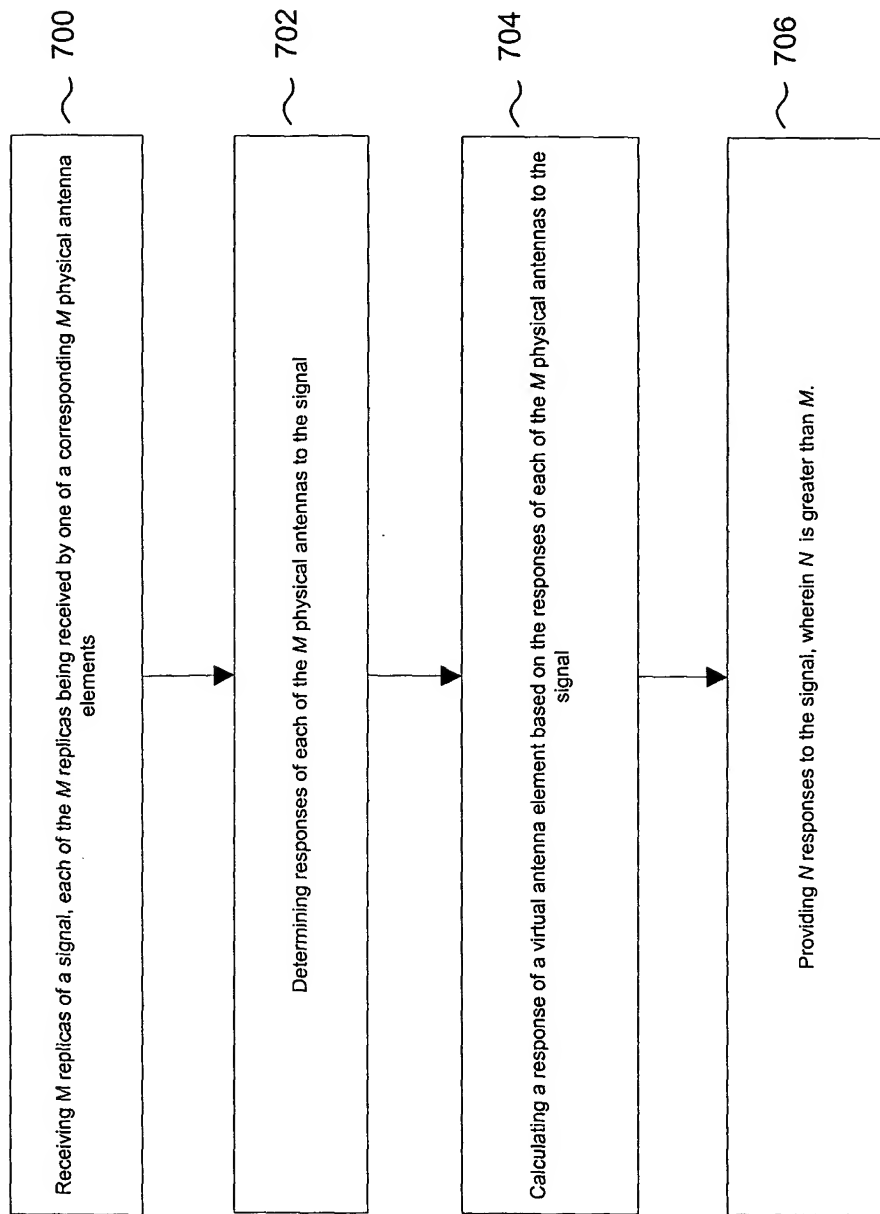 Receiving M replicas of a signal, each of the M replicas being received by one of a corresponding M physical antenna
elements
700
Determining responses of each of the M physical antennas to the signal
702
Calculating a response of a virtual antenna element based on the responses of each of the M physical antennas to the
signal
704
Providing N responses to the signal, wherein N is greater than M.
706